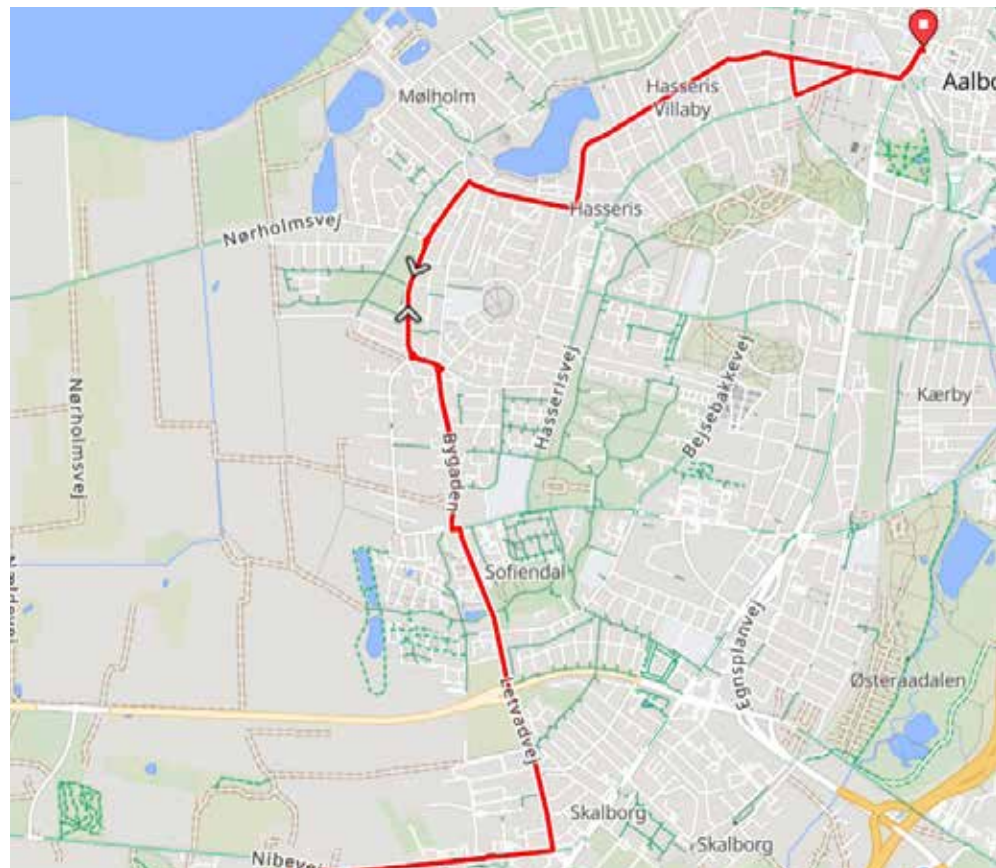 Aalbo
Hasseris
Villaby
Mølholm
Hasseris
Nørholmsvej
Hasserisvej
Bejsebakkevej
Kærby
Nørholmsvej
Bygaden
Sofiendal
Egnsplanvej
Østeraadalen
Letvadvej
Skalborg
Skalborg
Nibevej